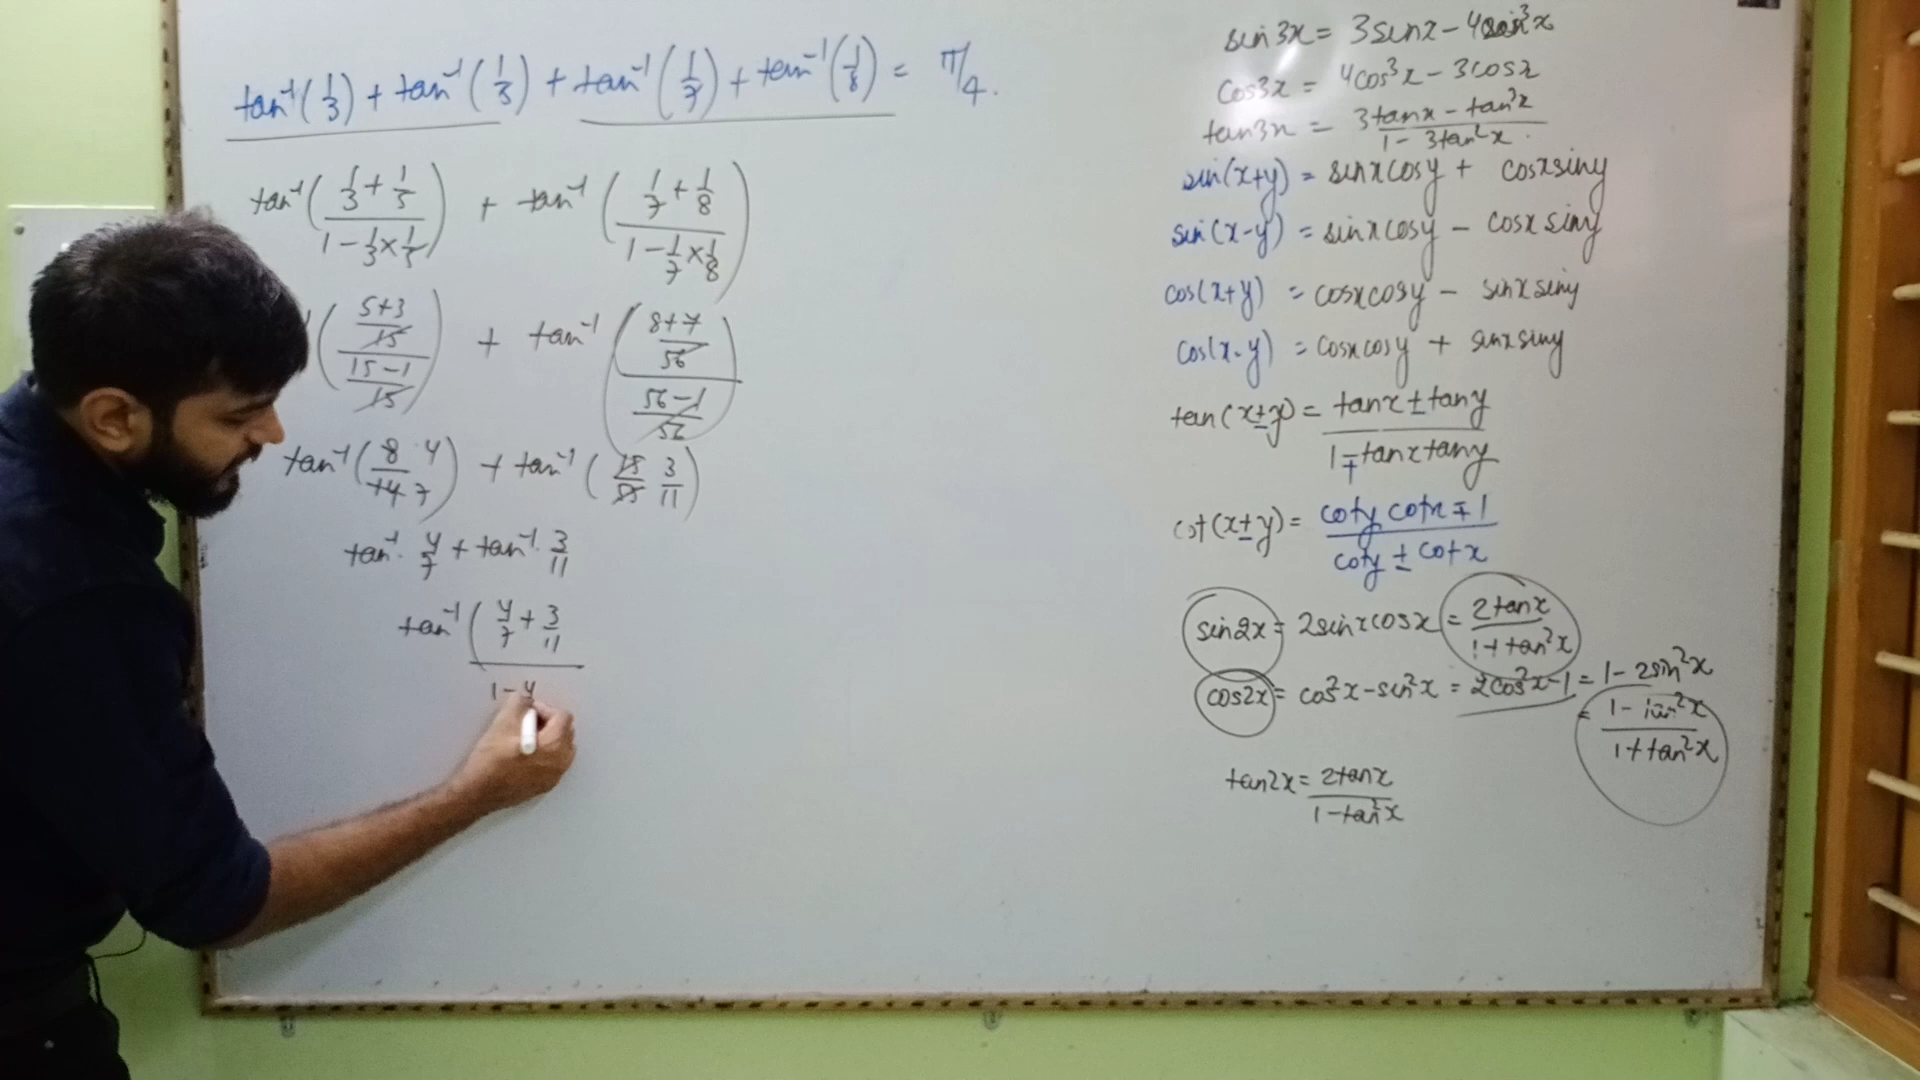 tan⁻¹(1/3) + tan⁻¹(1/5) + tan⁻¹(1/7) + tan⁻¹(1/8) = π/4.
tan⁻¹((1/3 + 1/5)/(1 - 1/3 × 1/5)) + tan⁻¹((1/7 + 1/8)/(1 - 1/7 × 1/8))
(((5+3)/15)/((15-1)/15)) + tan⁻¹(((8+7)/56)/((56-1)/56))
tan⁻¹(8/14 4/7) + tan⁻¹(15/55 3/11)
tan⁻¹ 4/7 + tan⁻¹ 3/11
tan⁻¹(4/7 + 3/11
1 - 4
sin3x = 3sinx - 4sin³x
cos3x = 4cos³x - 3cosx
tan3x = (3tanx - tan³x)/(1 - 3tan²x)
sin(x+y) = sinxcosy + cosxsiny
sin(x-y) = sinxcosy - cosxsiny
cos(x+y) = cosxcosy - sinxsiny
cos(x-y) = cosxcosy + sinxsiny
tan(x±y) = (tanx ± tany)/(1 ∓ tanxtany)
cot(x±y) = (coty cotx ∓ 1)/(coty ± cotx)
sin2x = 2sinxcosx = 2tanx/(1+tan²x)
cos2x = cos²x - sin²x = 2cos²x-1 = 1-2sin²x
= (1-tan²x)/(1+tan²x)
tan2x = 2tanx/(1-tan²x)